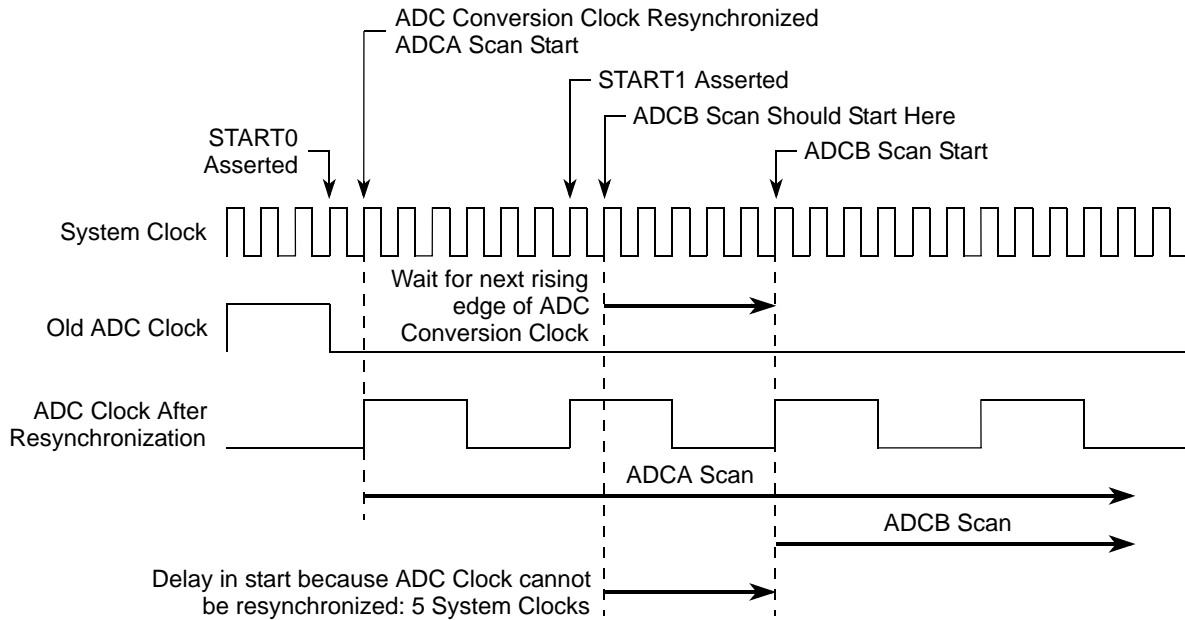 ADC Conversion Clock Resynchronized
ADCA Scan Start
START1 Asserted
ADCB Scan Should Start Here
START0
Asserted
ADCB Scan Start
System Clock
Wait for next rising
edge of ADC
Conversion Clock
Old ADC Clock
ADC Clock After
Resynchronization
ADCA Scan
ADCB Scan
Delay in start because ADC Clock cannot
be resynchronized: 5 System Clocks